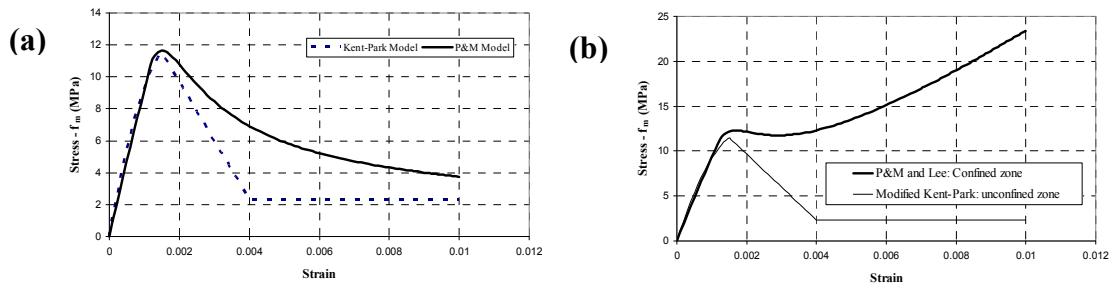 (a)
Stress - f m (MPa)
14
12
10
8
6
4
2
0
Kent-Park Model
P&M Model
0
0.002
0.004
0.006
0.008
0.01
0.012
Strain
(b)
Stress - f m (MPa)
25
20
15
10
5
0
P&M and Lee: Confined zone
Modified Kent-Park: unconfined zone
0
0.002
0.004
0.006
0.008
0.01
0.012
Strain